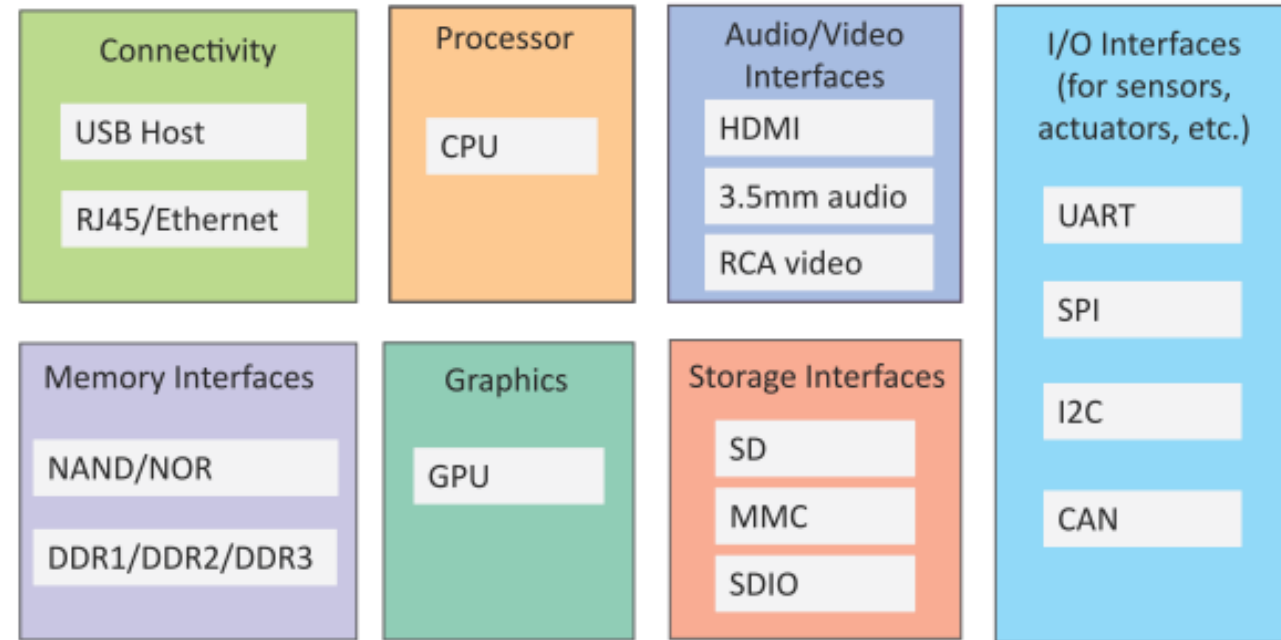 Connectivity
USB Host
RJ45/Ethernet
Processor
CPU
Audio/Video
Interfaces
HDMI
3.5mm audio
RCA video
I/O Interfaces
(for sensors,
actuators, etc.)
UART
SPI
I2C
CAN
Memory Interfaces
NAND/NOR
DDR1/DDR2/DDR3
Graphics
GPU
Storage Interfaces
SD
MMC
SDIO